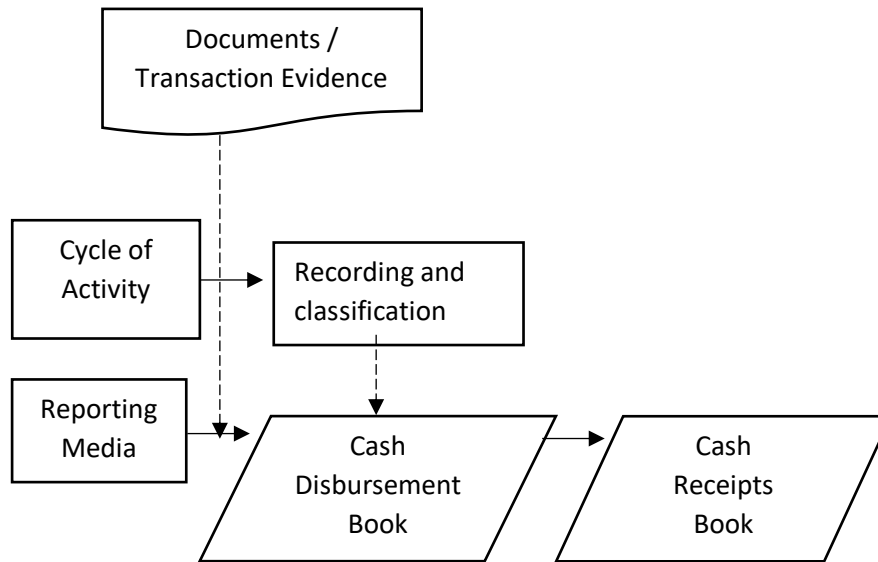 Documents /
Transaction Evidence
Cycle of
Activity
Recording and
classification
Reporting
Media
Cash
Disbursement
Book
Cash
Receipts
Book